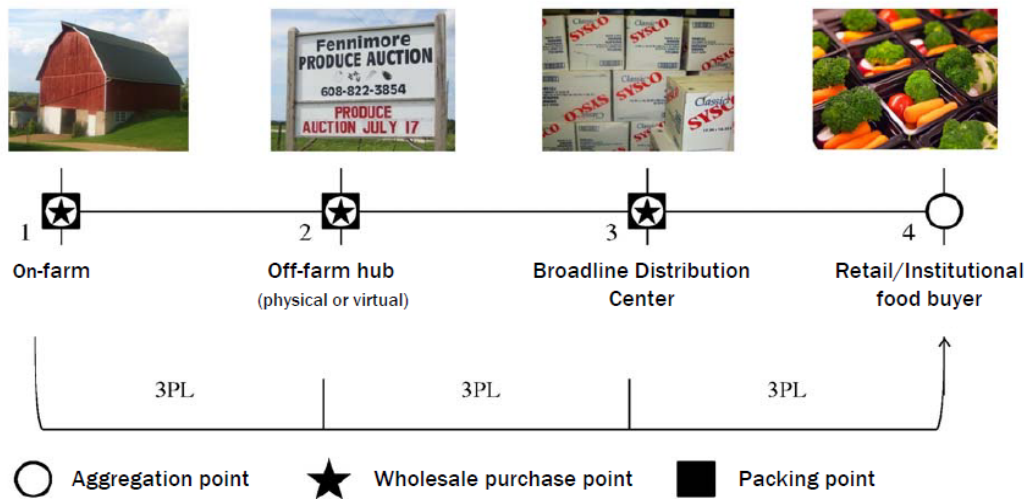 Fennimore
PRODUCE AUCTION
608-822-3854
PRODUCE
AUCTION JULY 17
Classic
SYSCO
SYSCO
SYSCO
SYSCO
Classic
SYSCO
1
2
3
4
On-farm
Off-farm hub
(physical or virtual)
Broadline Distribution
Center
Retail/Institutional
food buyer
3PL
3PL
3PL
Aggregation point
Wholesale purchase point
Packing point